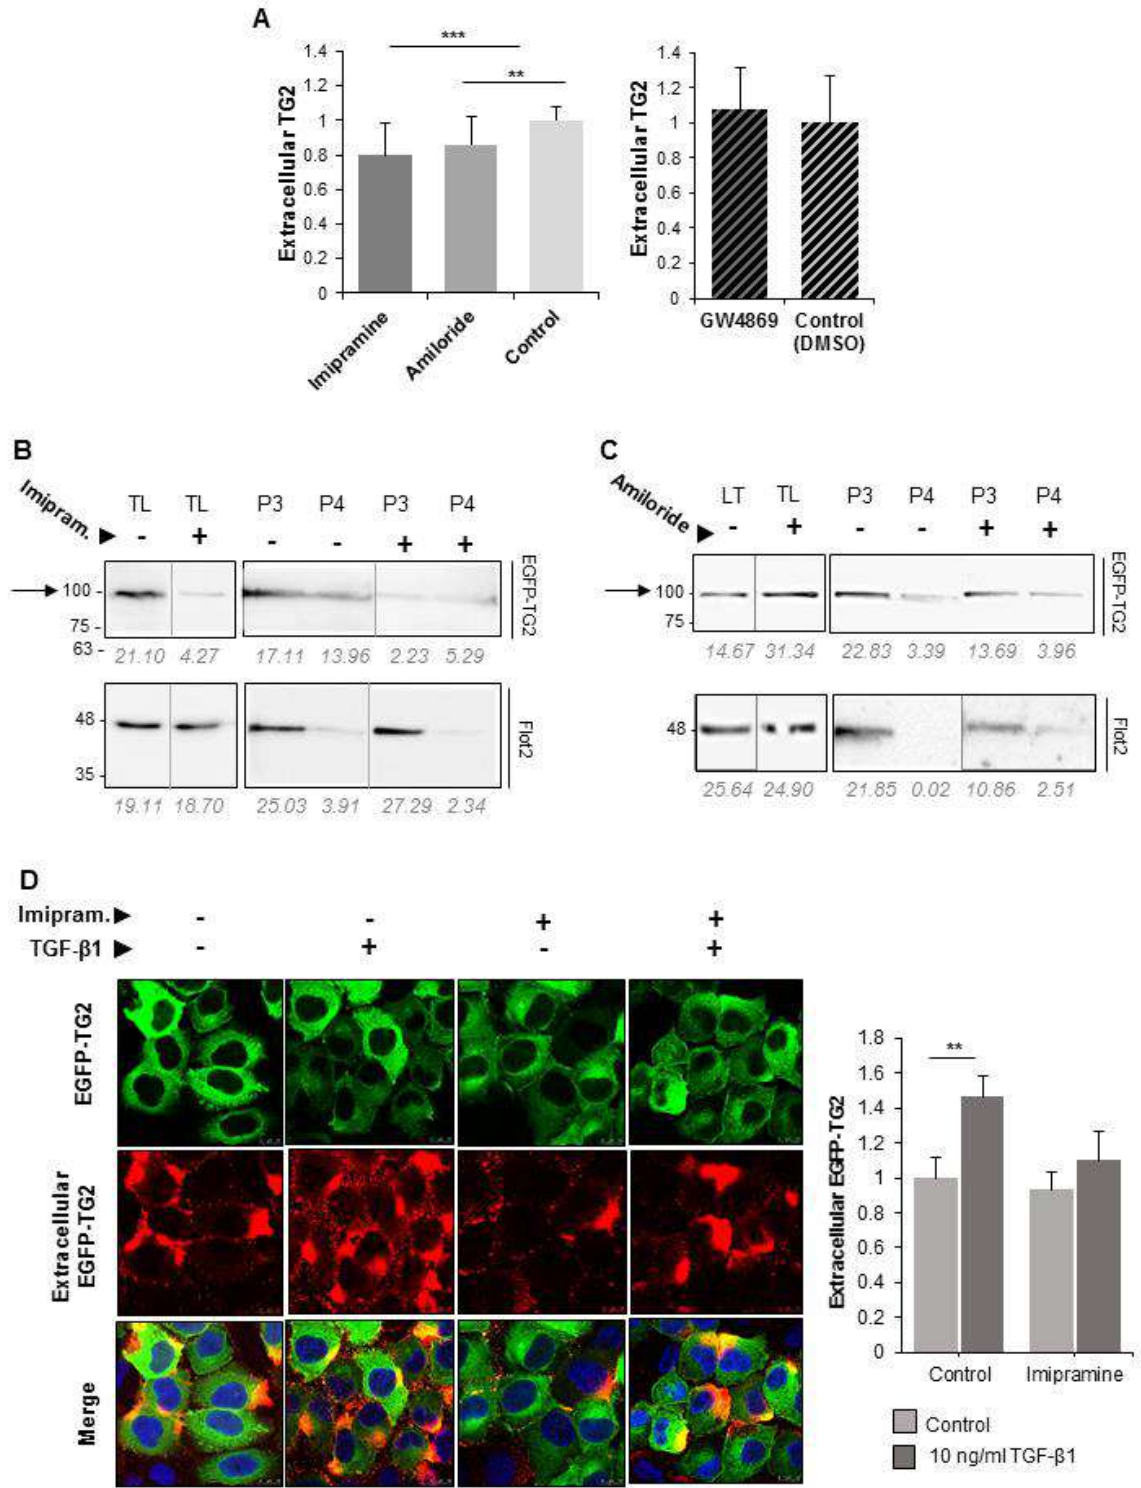 A
***
**
1.4
1.2
1
0.8
0.6
0.4
0.2
0
Extracellular TG2
Imipramine
Amiloride
Control
1.4
1.2
1
0.8
0.6
0.4
0.2
0
Extracellular TG2
GW4869
Control
(DMSO)
B
Imipram.
TL TL P3 P4 P3 P4
- + - - + +
100
75 -
63 -
EGFP-TG2
21.10 4.27 17.11 13.96 2.23 5.29
48 -
35 -
Flot2
19.11 18.70 25.03 3.91 27.29 2.34
C
Amiloride
LT TL P3 P4 P3 P4
- + - - + +
100
75
EGFP-TG2
14.67 31.34 22.83 3.39 13.69 3.96
48
Flot2
25.64 24.90 21.85 0.02 10.86 2.51
D
Imipram. - - + +
TGF-β1 - + - +
EGFP-TG2
Extracellular
EGFP-TG2
Merge
**
1.8
1.6
1.4
1.2
1
0.8
0.6
0.4
0.2
0
Extracellular EGFP-TG2
Control Imipramine
Control
10 ng/ml TGF-β1